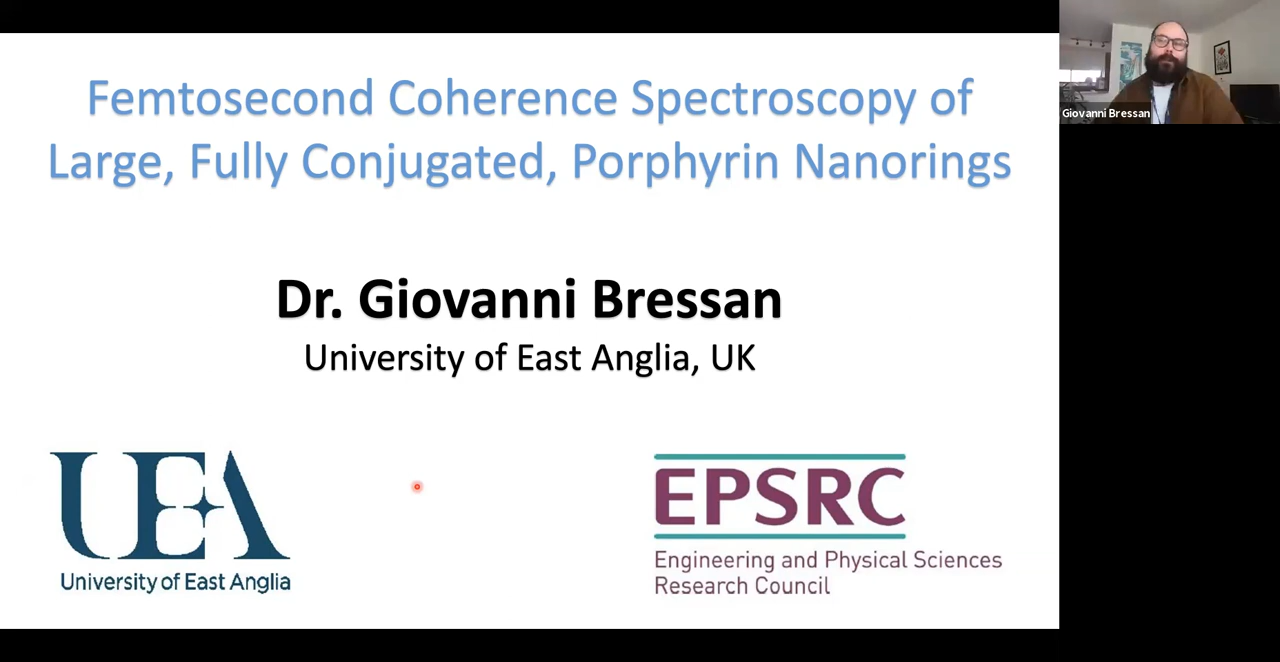 Femtosecond Coherence Spectroscopy of
Large, Fully Conjugated, Porphyrin Nanorings
Dr. Giovanni Bressan
University of East Anglia, UK
UEA
University of East Anglia
EPSRC
Engineering and Physical Sciences
Research Council
Giovanni Bressan